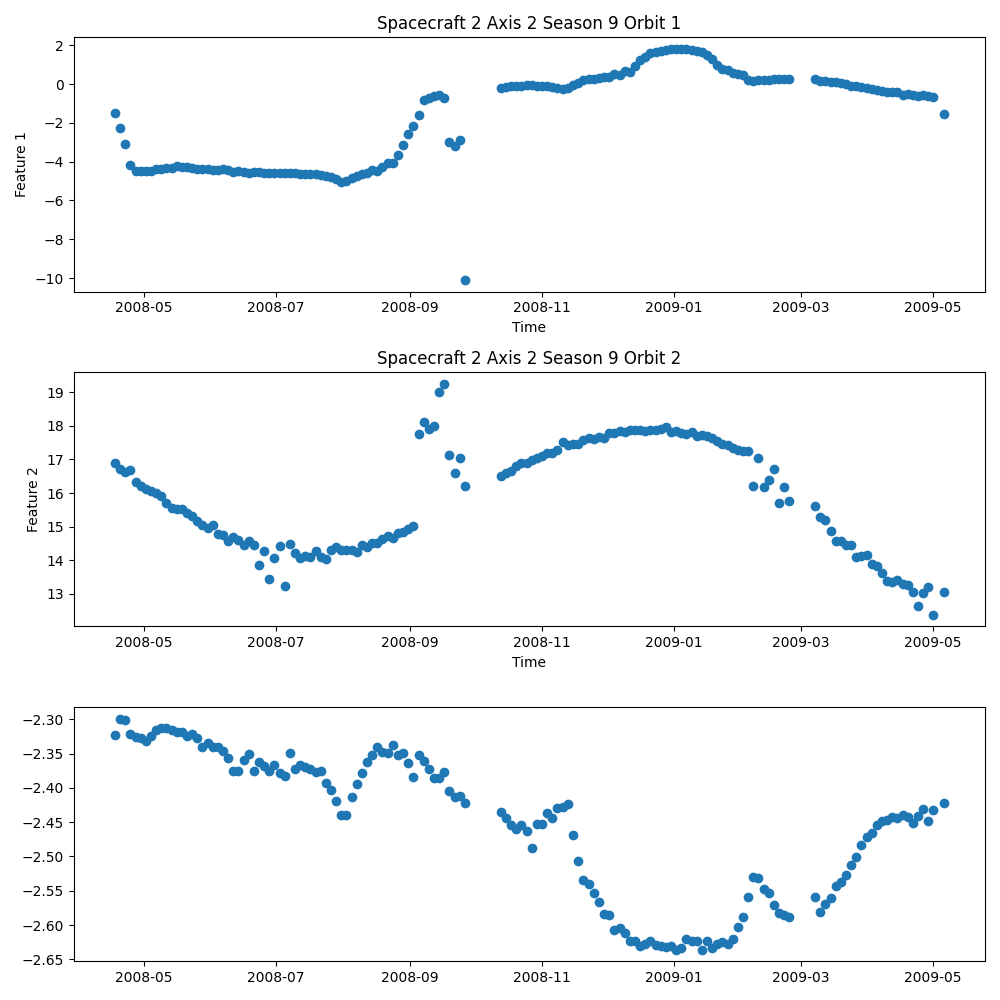 Spacecraft 2 Axis 2 Season 9 Orbit 1
2
0
−2
−4
−6
−8
−10
Feature 1
2008-05 2008-07 2008-09 2008-11 2009-01 2009-03 2009-05
Time
Spacecraft 2 Axis 2 Season 9 Orbit 2
19
18
17
16
15
14
13
Feature 2
2008-05 2008-07 2008-09 2008-11 2009-01 2009-03 2009-05
Time
−2.30
−2.35
−2.40
−2.45
−2.50
−2.55
−2.60
−2.65
2008-05 2008-07 2008-09 2008-11 2009-01 2009-03 2009-05